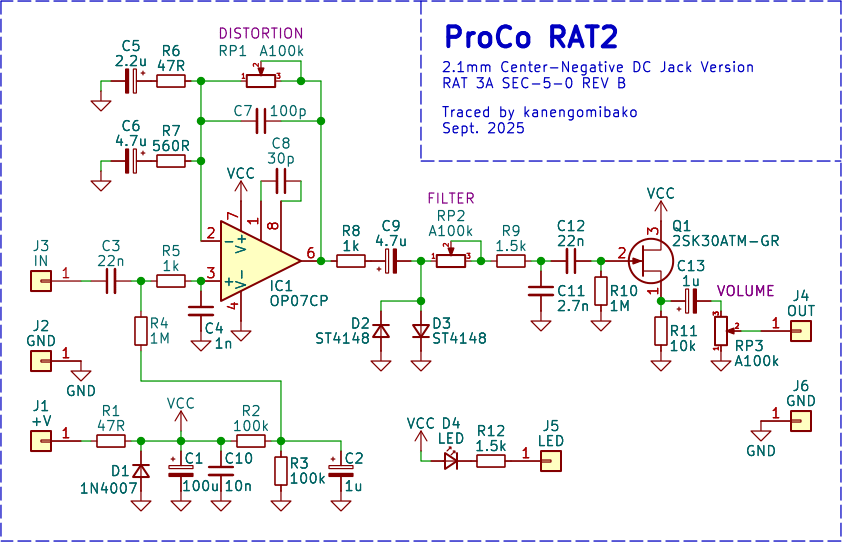 ProCo RAT2
2.1mm Center-Negative DC Jack Version
RAT 3A SEC-5-0 REV B
Traced by kanengomibako
Sept. 2025
DISTORTION
RP1 A100k
1
2
3
C5
2.2u
+
R6
47R
C7 100p
C6
4.7u
+
R7
560R
C8
30p
VCC
7
1
8
2
-
V+
6
3
+
V-
4
IC1
OP07CP
J3
IN
1
C3
22n
R5
1k
C4
1n
R4
1M
R8
1k
C9
4.7u
+
FILTER
RP2
A100k
1
2
3
R9
1.5k
C12
22n
C11
2.7n
R10
1M
D2
ST4148
D3
ST4148
VCC
Q1
2SK30ATM-GR
3
2
1
C13
1u
+
R11
10k
VOLUME
RP3
A100k
3
2
1
J4
OUT
1
J2
GND
1
GND
J1
+V
1
R1
47R
VCC
R2
100k
D1
1N4007
C1
100u
+
C10
10n
R3
100k
C2
1u
+
VCC
D4
LED
R12
1.5k
J5
LED
1
J6
GND
1
GND